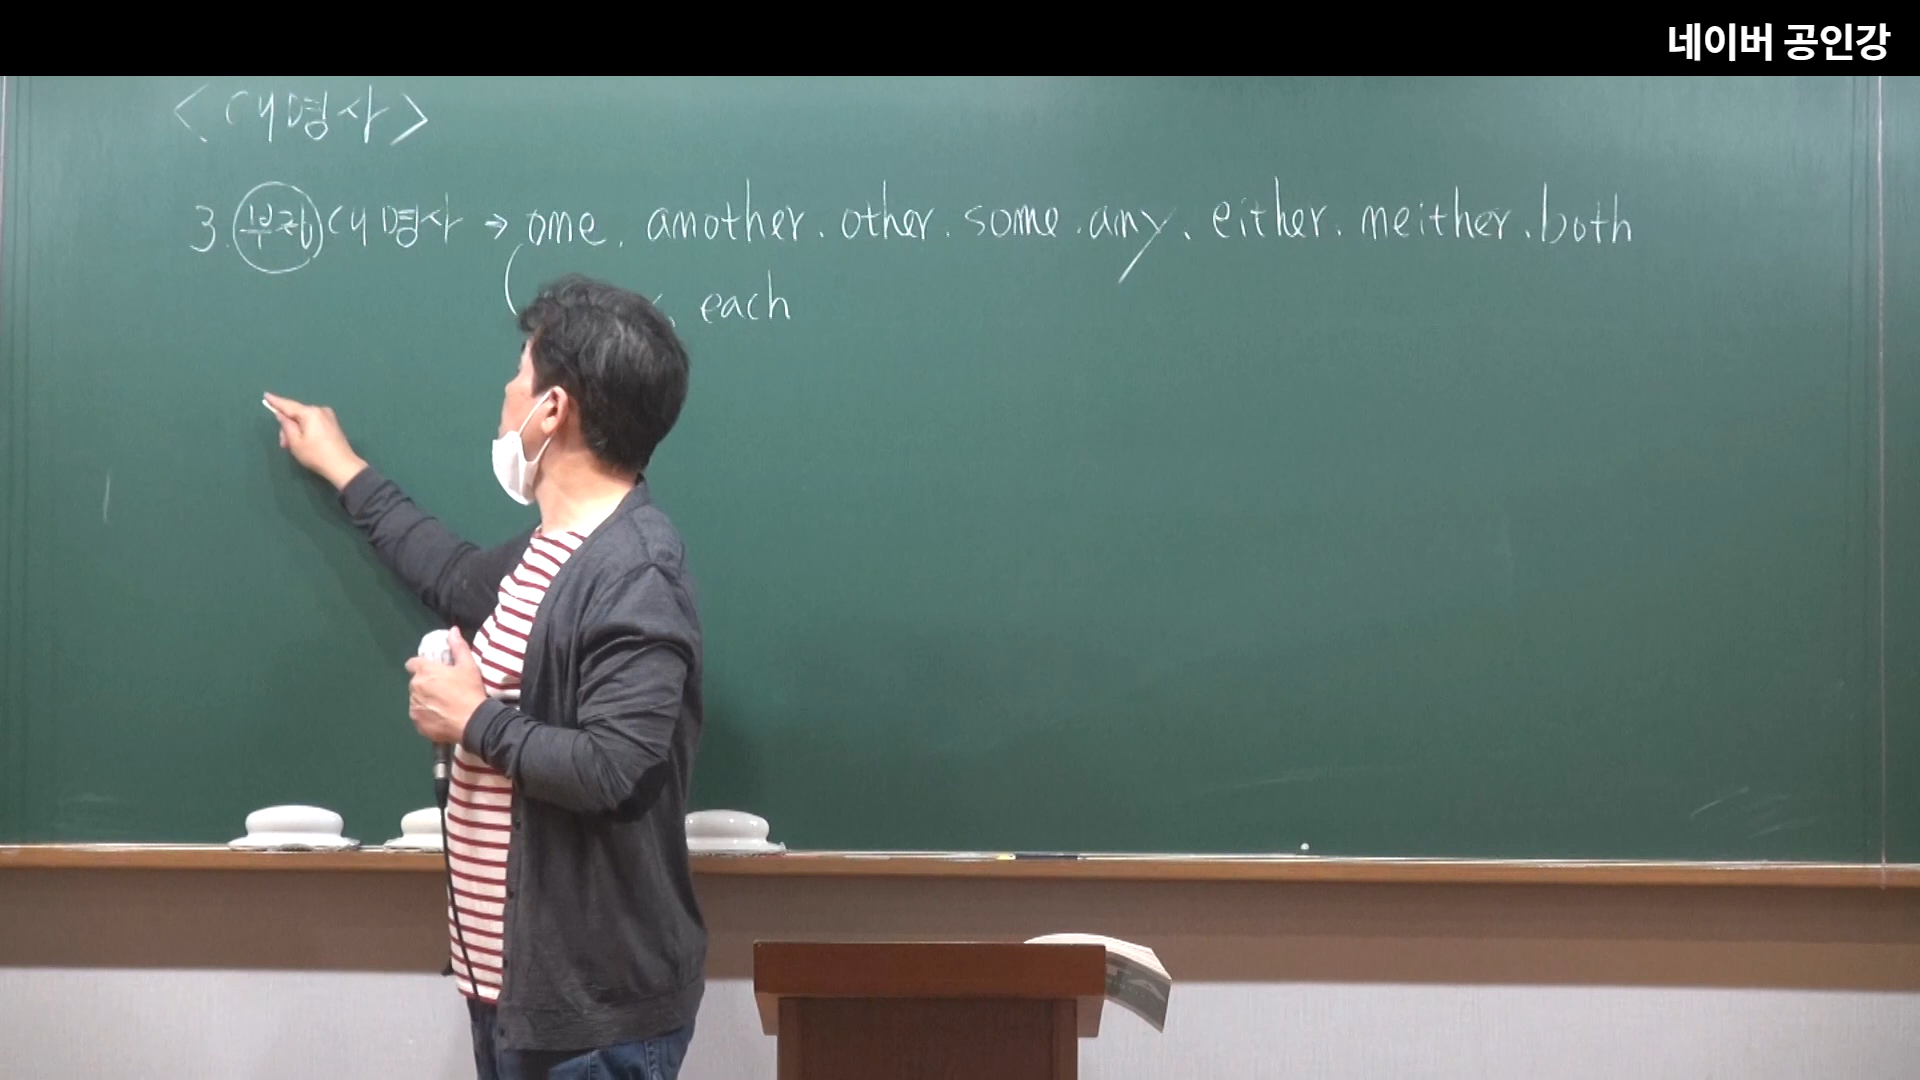 네이버 공인강
<대명사>
3. 부정대명사 → one. another. other. some. any. either. neither. both
each